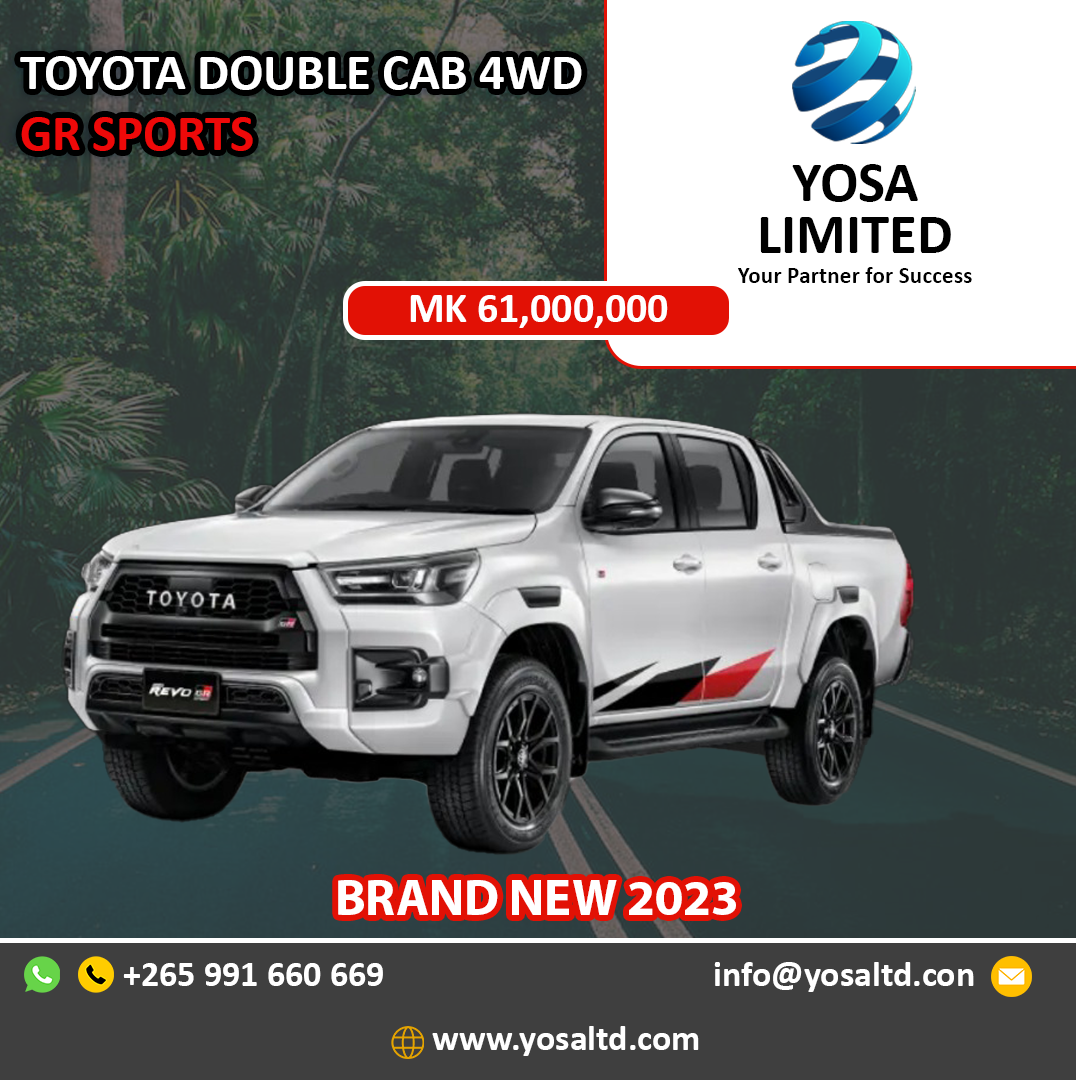 TOYOTA DOUBLE CAB 4WD
GR SPORTS
YOSA
LIMITED
Your Partner for Success
MK 61,000,000
TOYOTA
GR
REVO GR
BRAND NEW 2023
+265 991 660 669
info@yosaltd.con
www.yosaltd.com